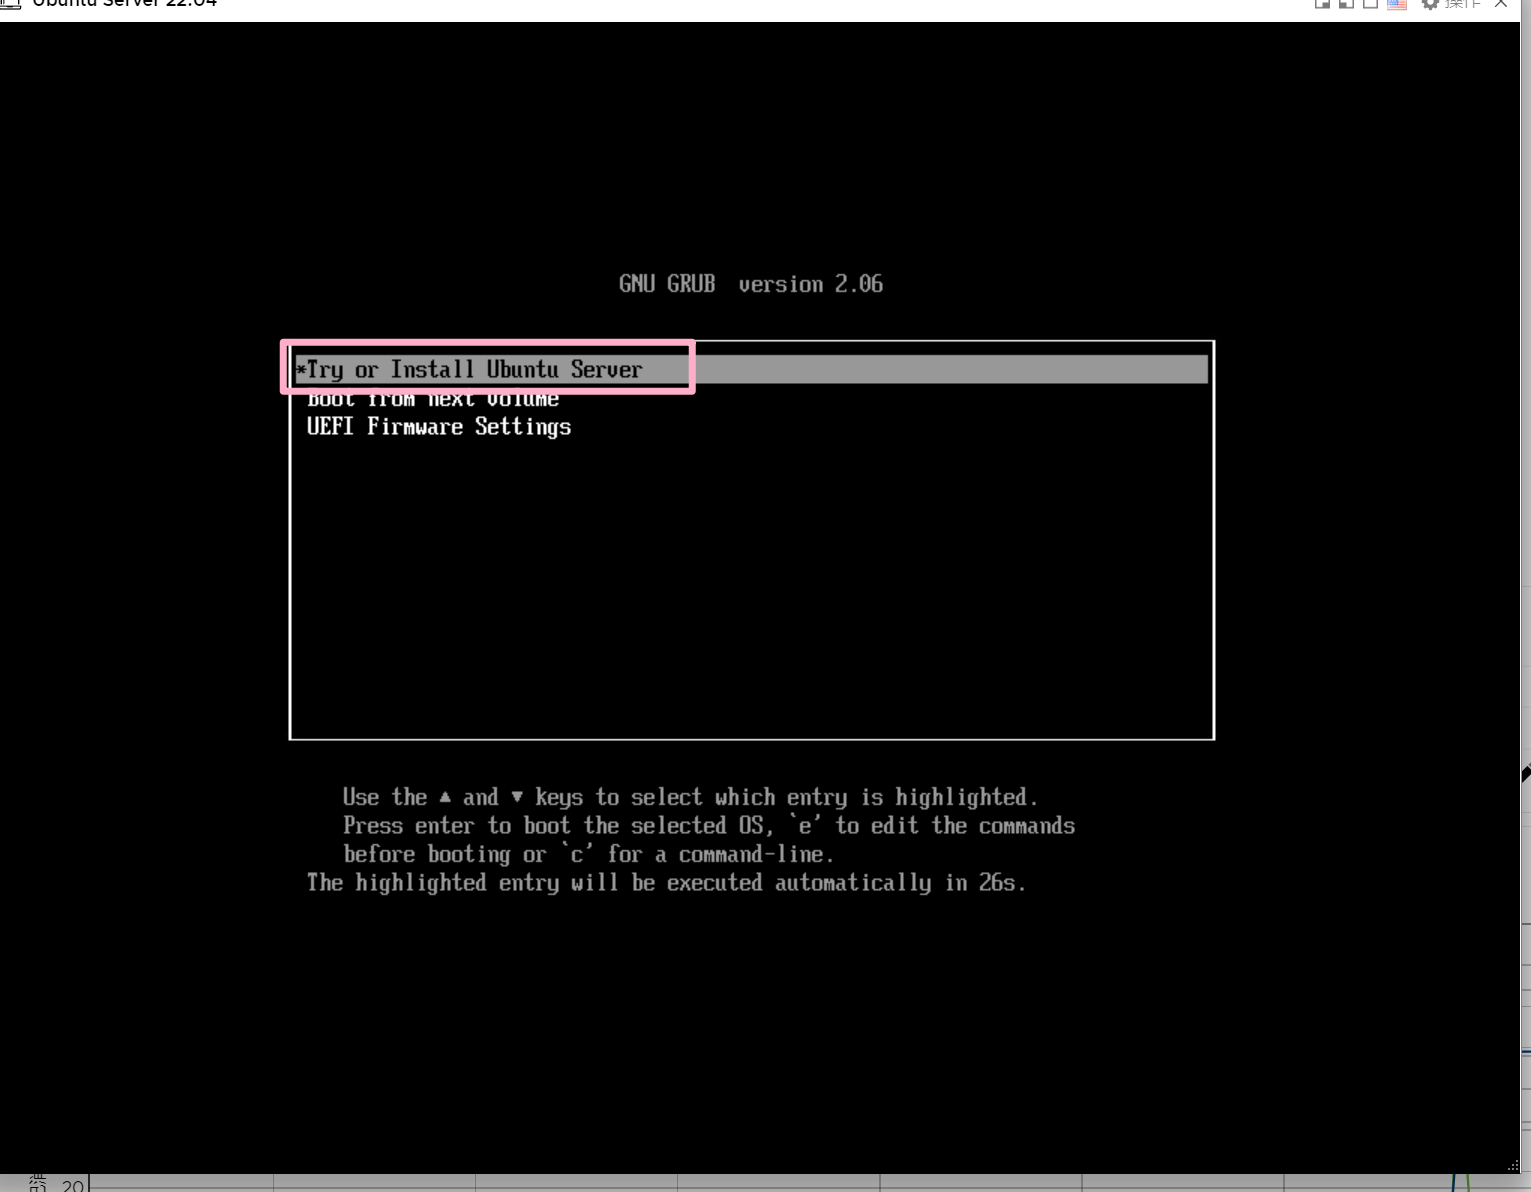 Ubuntu Server 22.04
操作
GNU GRUB version 2.06
*Try or Install Ubuntu Server
Boot from next volume
UEFI Firmware Settings
Use the ▲ and ▼ keys to select which entry is highlighted.
Press enter to boot the selected OS, `e' to edit the commands
before booting or `c' for a command-line.
The highlighted entry will be executed automatically in 26s.
20